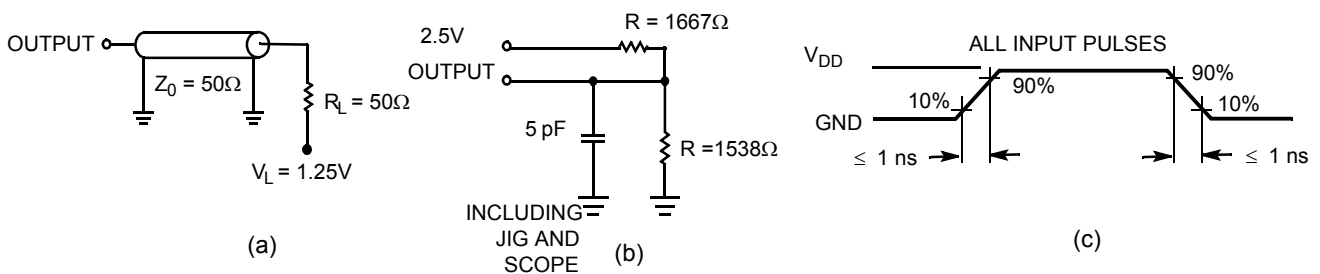 OUTPUT
Z0 = 50Ω
RL = 50Ω
VL = 1.25V
(a)
R = 1667Ω
2.5V
OUTPUT
5 pF
R =1538Ω
INCLUDING
JIG AND
SCOPE
(b)
ALL INPUT PULSES
VDD
90%
90%
10%
10%
GND
≤ 1 ns
≤ 1 ns
(c)